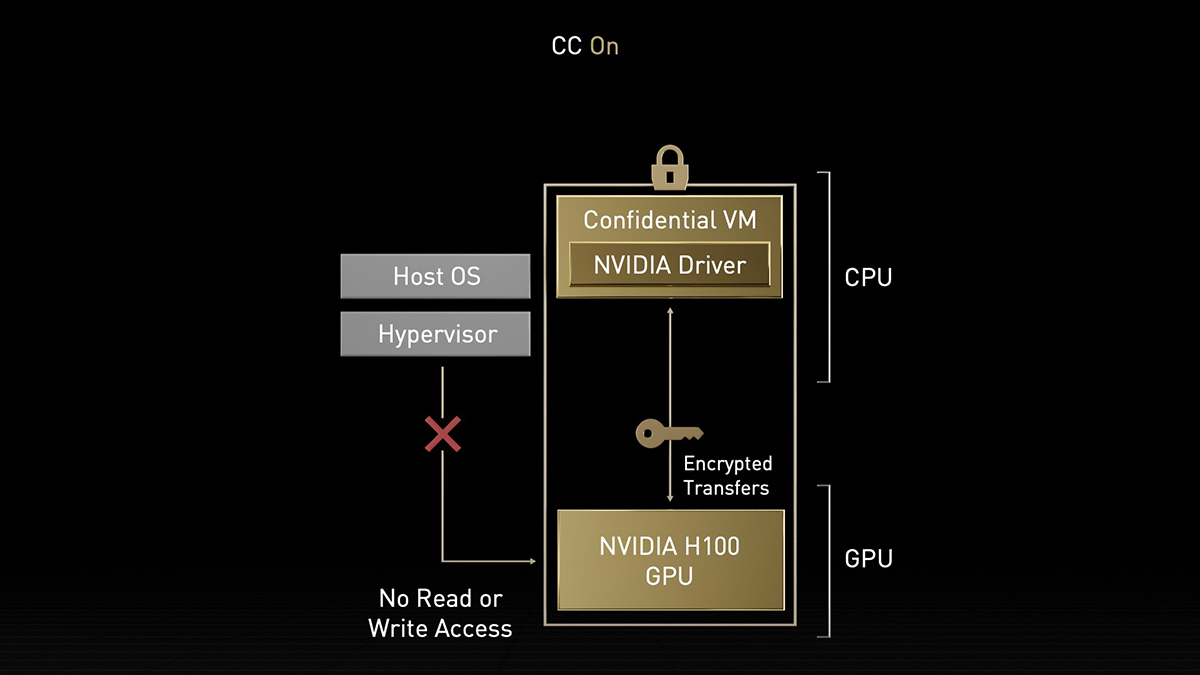 CC On
Confidential VM
NVIDIA Driver
Host OS
Hypervisor
CPU
Encrypted
Transfers
NVIDIA H100
GPU
GPU
No Read or
Write Access